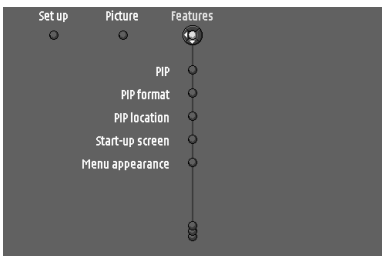 Set up Picture Features
PIP
PIP format
PIP location
Start-up screen
Menu appearance